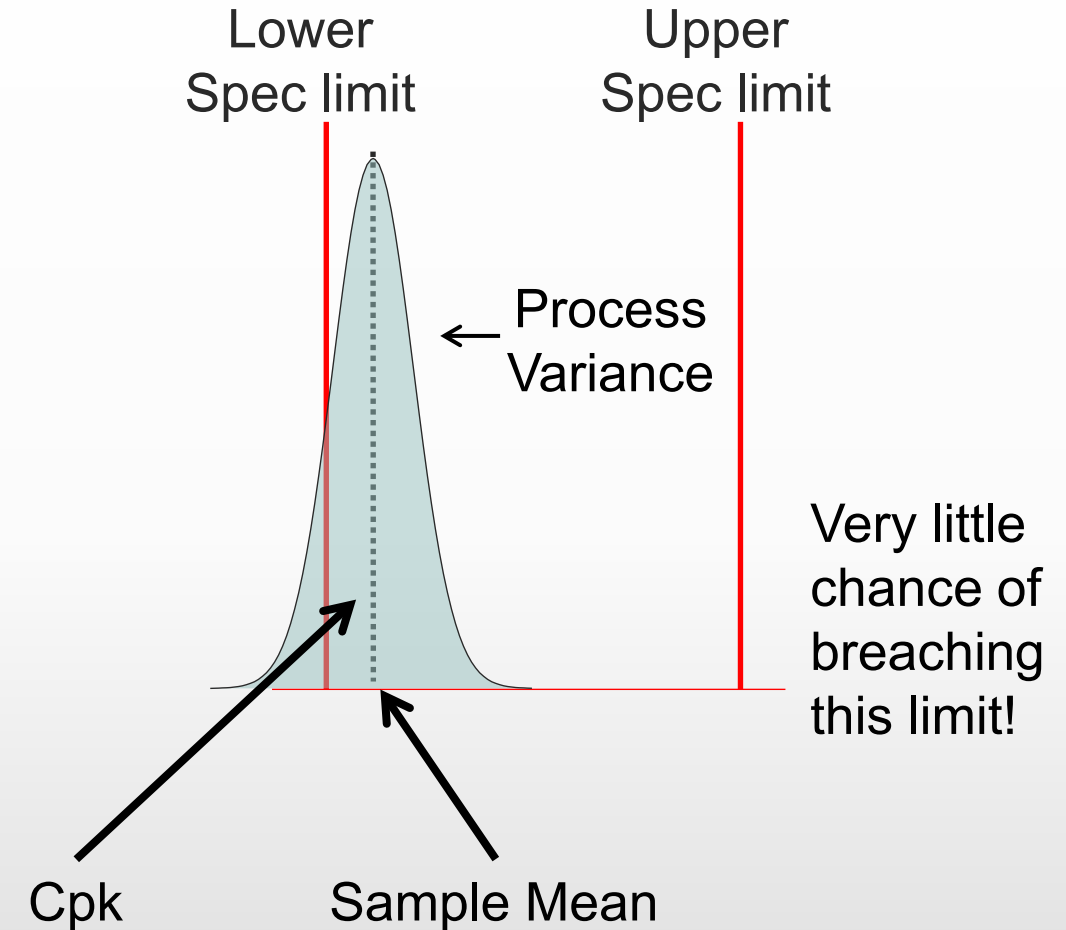 Lower
Spec limit
Upper
Spec limit
Process
Variance
Very little
chance of
breaching
this limit!
Cpk
Sample Mean